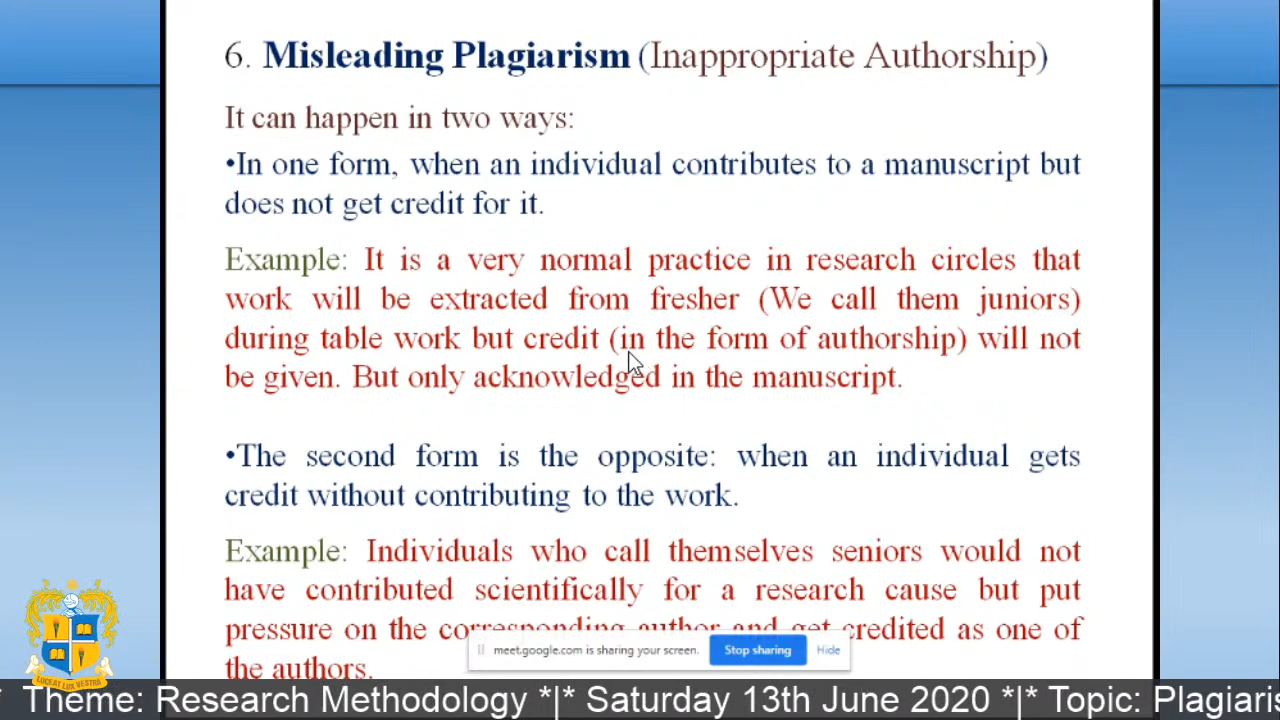 6. Misleading Plagiarism (Inappropriate Authorship)
It can happen in two ways:
•In one form, when an individual contributes to a manuscript but
does not get credit for it.
Example: It is a very normal practice in research circles that
work will be extracted from fresher (We call them juniors)
during table work but credit (in the form of authorship) will not
be given. But only acknowledged in the manuscript.
•The second form is the opposite: when an individual gets
credit without contributing to the work.
Example: Individuals who call themselves seniors would not
have contributed scientifically for a research cause but put
pressure on the corresponding author and get credited as one of
the authors.
meet.google.com is sharing your screen. Stop sharing Hide
LUCEAT LUX VESTRA
* Theme: Research Methodology *|* Saturday 13th June 2020 *|* Topic: Plagiaris